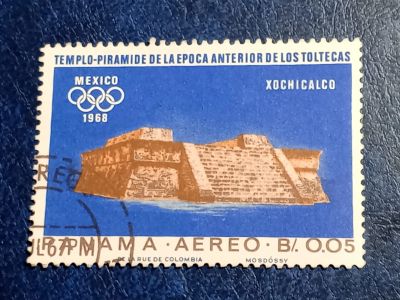 TEMPLO-PIRAMIDE DE LA EPOCA ANTERIOR DE LOS TOLTECAS
MEXICO
1968
XOCHICALCO
PANAMA - AEREO - B/. 0.05
DE LA RUE DE COLOMBIA
MOSDÓSSY